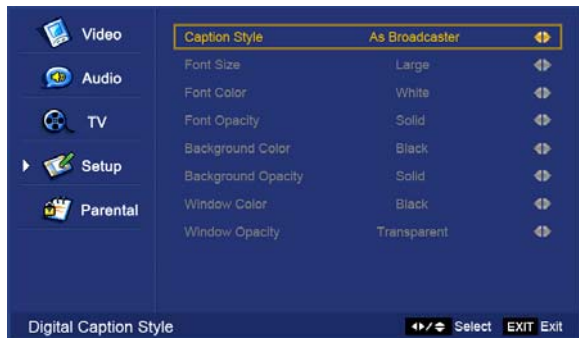 Video
Audio
TV
Setup
Parental
Caption Style As Broadcaster
Font Size Large
Font Color White
Font Opacity Solid
Background Color Black
Background Opacity Solid
Window Color Black
Window Opacity Transparent
Digital Caption Style Select EXIT Exit